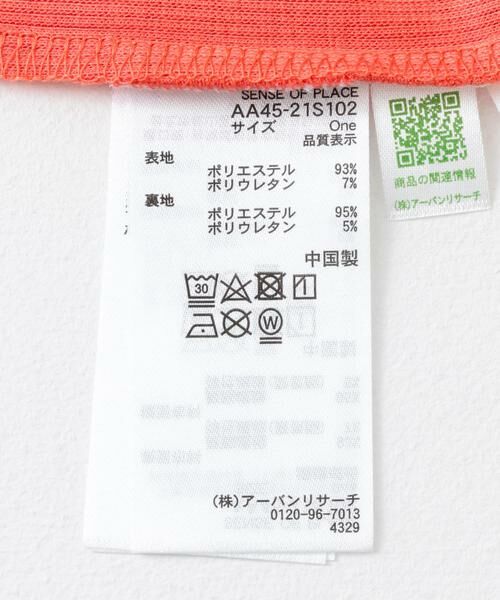 SENSE OF PLACE
AA45-21S102
サイズ One
品質表示
表地
ポリエステル 93%
ポリウレタン 7%
裏地
ポリエステル 95%
ポリウレタン 5%
中国製
30
W
(株)アーバンリサーチ
0120-96-7013
4329
商品の関連情報
(株)アーバンリサーチ